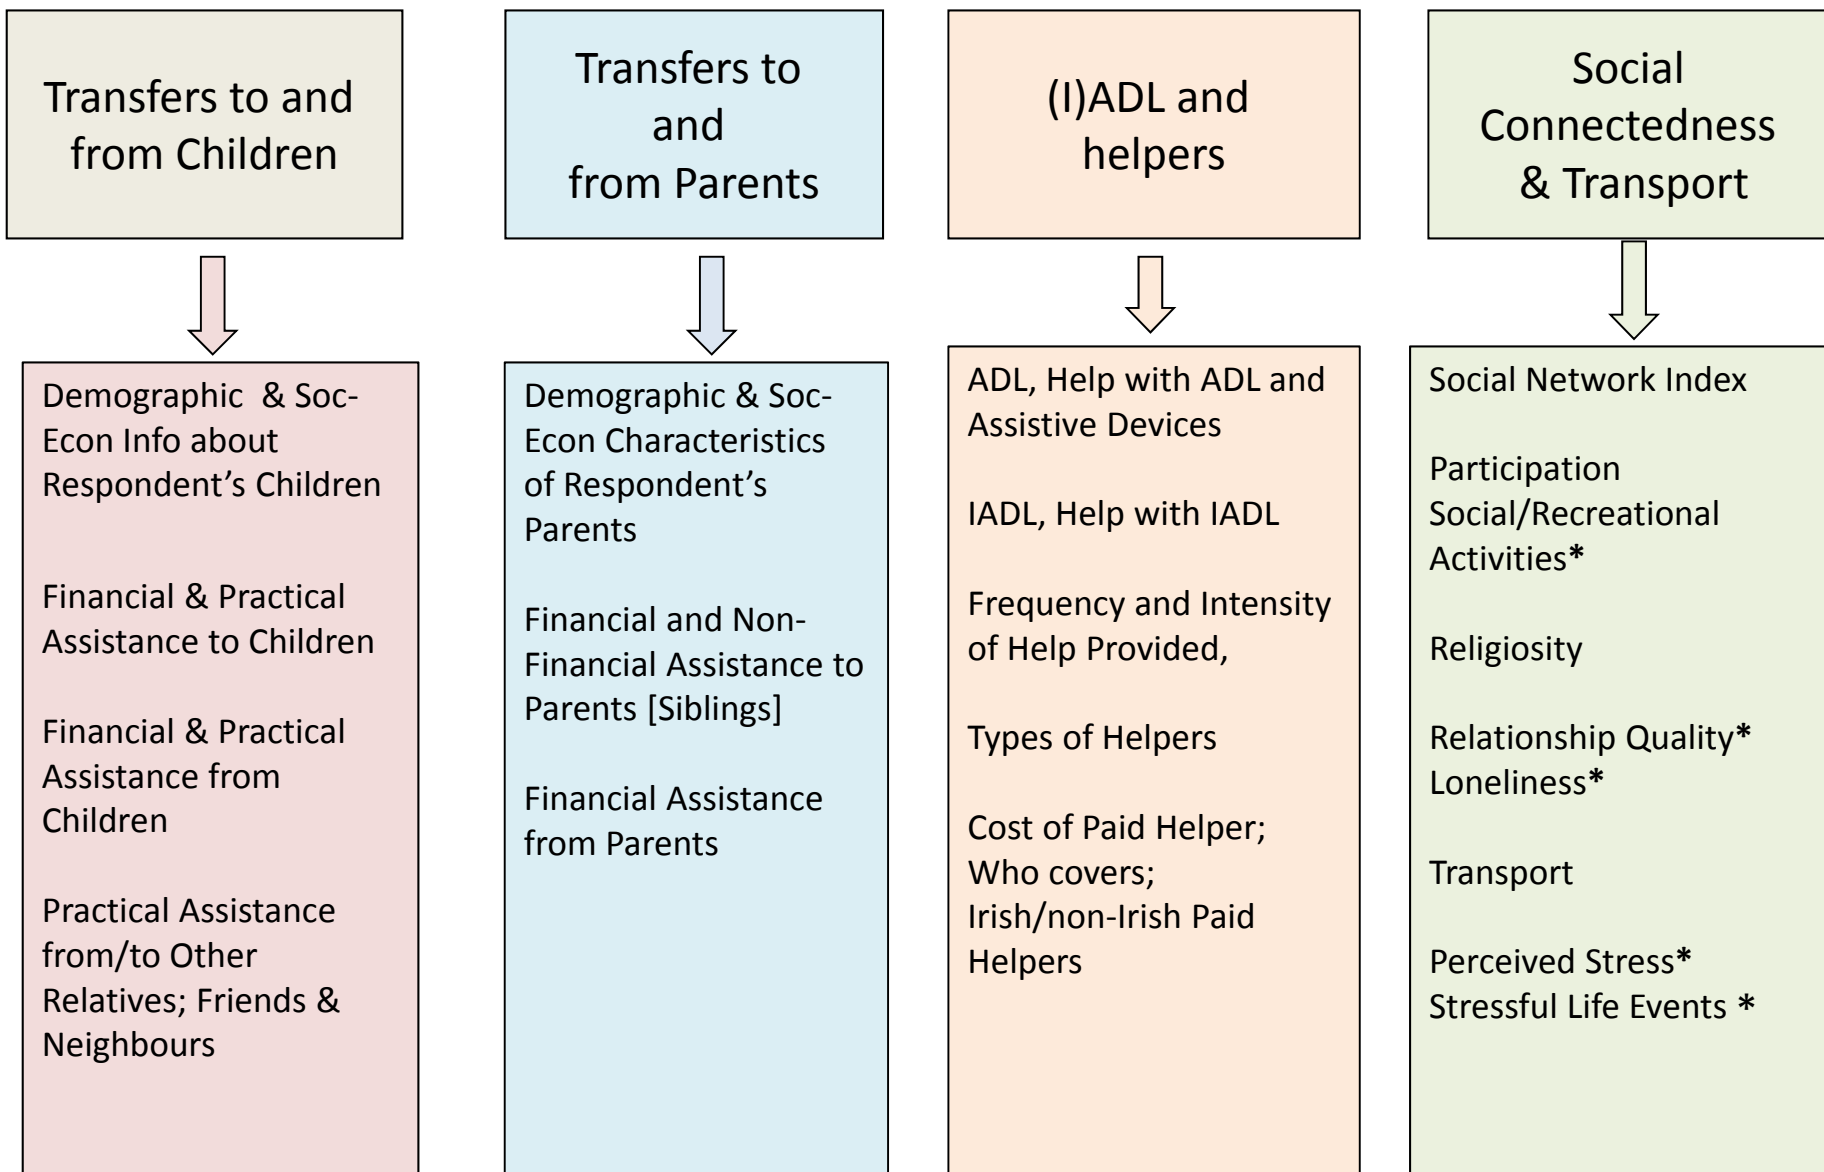 Transfers to and
from Children
Transfers to
and
from Parents
(I)ADL and
helpers
Social
Connectedness
& Transport
Demographic  & Soc-
Econ Info about
Respondent’s Children
Financial & Practical
Assistance to Children
Financial & Practical
Assistance from
Children
Practical Assistance
from/to Other
Relatives; Friends &
Neighbours
Demographic & Soc-
Econ Characteristics
of Respondent’s
Parents
Financial and Non-
Financial Assistance to
Parents [Siblings]
Financial Assistance
from Parents
ADL, Help with ADL and
Assistive Devices
IADL, Help with IADL
Frequency and Intensity
of Help Provided,
Types of Helpers
Cost of Paid Helper;
Who covers;
Irish/non-Irish Paid
Helpers
Social Network Index
Participation
Social/Recreational
Activities*
Religiosity
Relationship Quality*
Loneliness*
Transport
Perceived Stress*
Stressful Life Events *